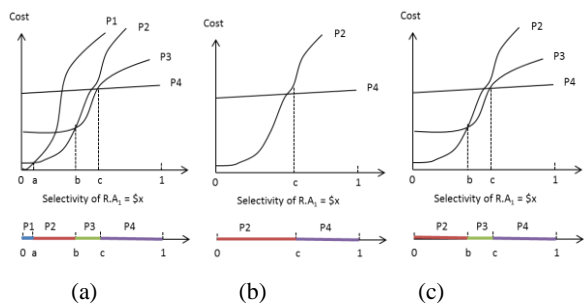 Cost
P1
P2
P3
P4
0
a
b
c
1
Selectivity of R.A₁ = $x
P1
P2
P3
P4
0
a
b
c
1
(a)
Cost
P2
P4
0
c
1
Selectivity of R.A₁ = $x
P2
P4
0
c
1
(b)
Cost
P2
P3
P4
0
b
c
1
Selectivity of R.A₁ = $x
P2
P3
P4
0
b
c
1
(c)